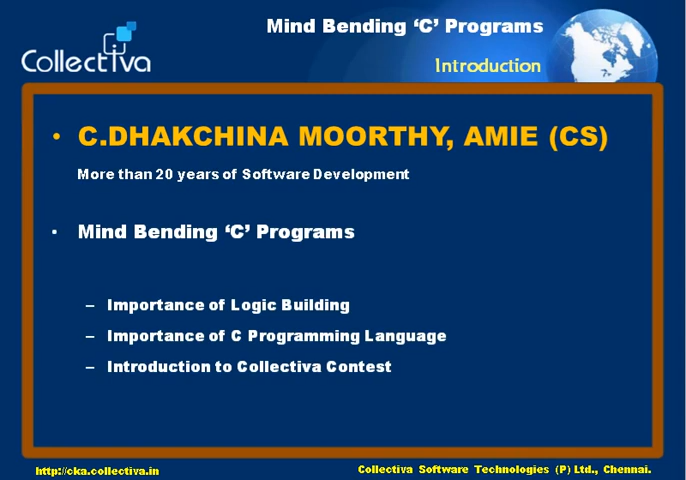 Mind Bending ‘C’ Programs
Collectiva
Introduction
• C.DHAKCHINA MOORTHY, AMIE (CS)
More than 20 years of Software Development
• Mind Bending ‘C’ Programs
– Importance of Logic Building
– Importance of C Programming Language
– Introduction to Collectiva Contest
http://cka.collectiva.in
Collectiva Software Technologies (P) Ltd., Chennai.